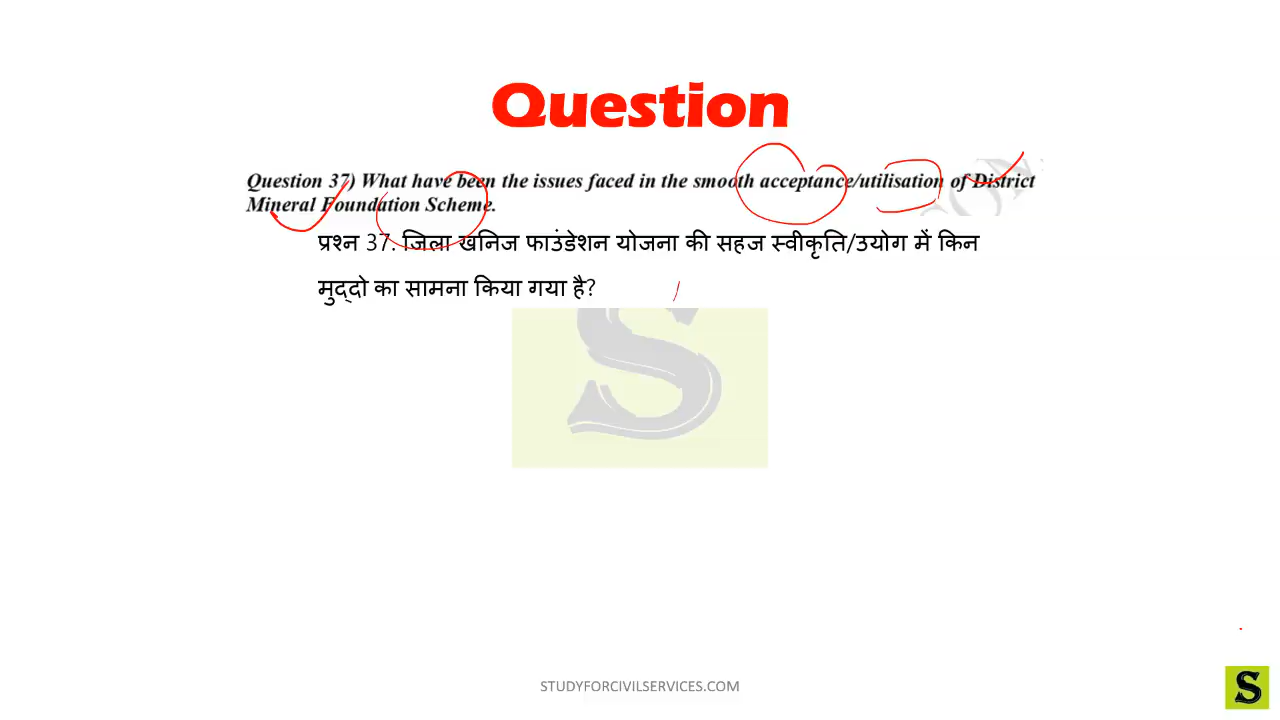 Question
Question 37) What have been the issues faced in the smooth acceptance/utilisation of District
Mineral Foundation Scheme.
प्रश्न 37. जिला खनिज फाउंडेशन योजना की सहज स्वीकृति/उयोग में किन
मुद्दो का सामना किया गया है?
S
STUDYFORCIVILSERVICES.COM
S